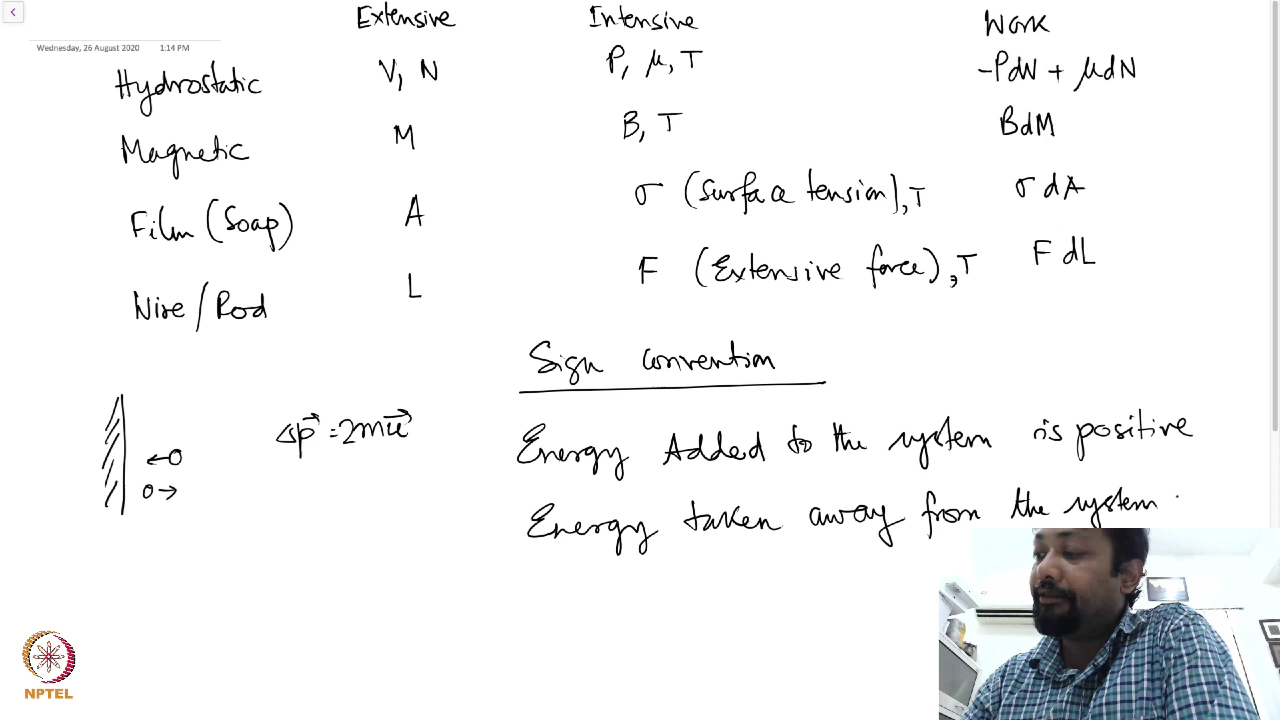 Extensive Intensive Work
Wednesday, 26 August 2020 1:14 PM
Hydrostatic V, N P, μ, T -PdV + μdN
Magnetic M B, T BdM
Film (Soap) A σ (Surface tension), T σ dA
Wire / Rod L F (Extensive force), T F dL
Sign convention
Δp⃗ = 2mu⃗
Energy Added to the system is positive
Energy taken away from the system
NPTEL